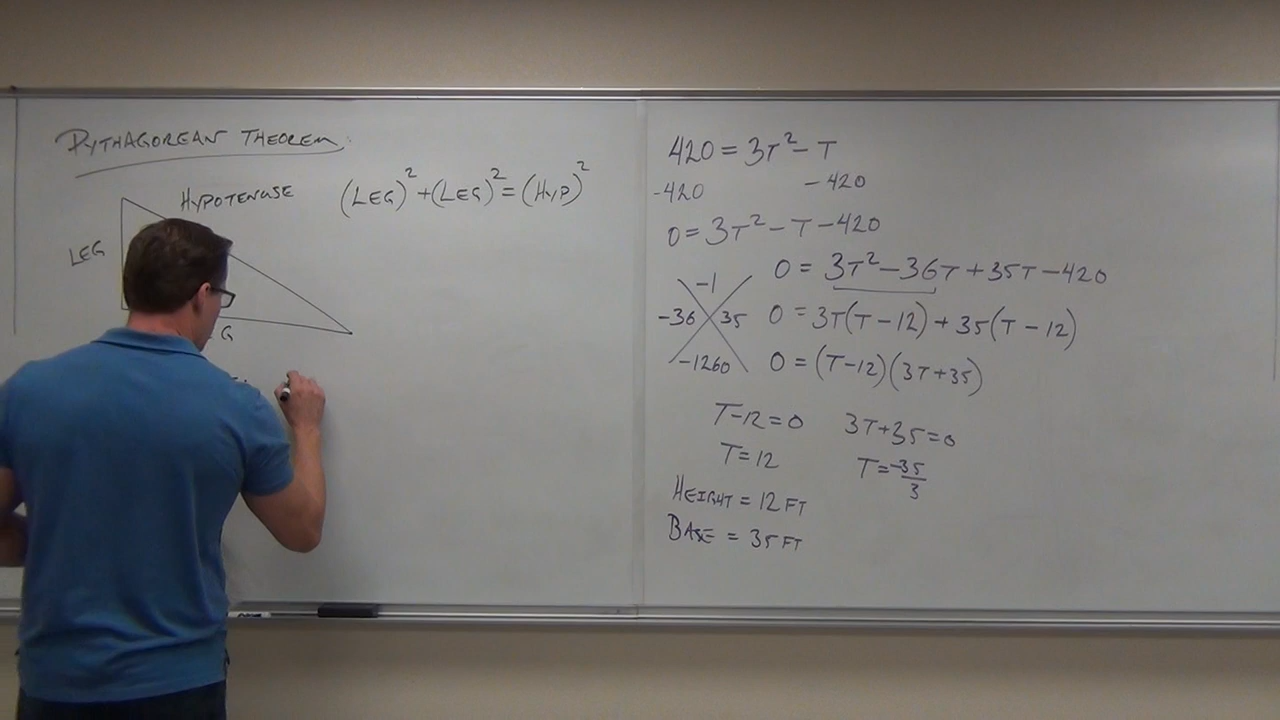 PYTHAGOREAN THEOREM.
HYPOTENUSE
(LEG)² + (LEG)² = (HYP)²
LEG
G
420 = 3T² - T
-420 - 420
0 = 3T² - T - 420
0 = 3T² - 36T + 35T - 420
-1
-36 35
-1260
0 = 3T(T - 12) + 35(T - 12)
0 = (T-12)(3T+35)
T-12=0 3T+35=0
T=12 T=-35/3
HEIGHT = 12 FT
BASE = 35 FT